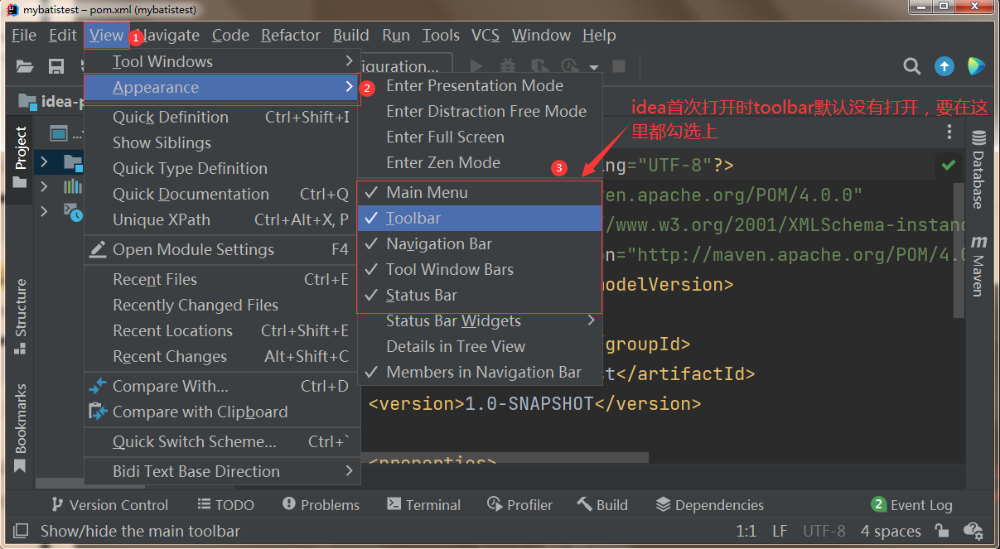 mybatistest – pom.xml (mybatistest)
File Edit View Navigate Code Refactor Build Run Tools VCS Window Help
1
Tool Windows
Appearance
2
Quick Definition Ctrl+Shift+I
Show Siblings
Quick Type Definition
Quick Documentation Ctrl+Q
Unique XPath Ctrl+Alt+X, P
Open Module Settings F4
Recent Files Ctrl+E
Recently Changed Files
Recent Locations Ctrl+Shift+E
Recent Changes Alt+Shift+C
Compare With... Ctrl+D
Compare with Clipboard
Quick Switch Scheme... Ctrl+`
Bidi Text Base Direction
iguration...
Enter Presentation Mode
Enter Distraction Free Mode
Enter Full Screen
Enter Zen Mode
3
Main Menu
Toolbar
Navigation Bar
Tool Window Bars
Status Bar
Status Bar Widgets
Details in Tree View
Members in Navigation Bar
idea首次打开时toolbar默认没有打开，要在这
里都勾选上
idea-p
...
Project
Structure
Bookmarks
ng="UTF-8"?>
ven.apache.org/POM/4.0.0"
/www.w3.org/2001/XMLSchema-instanc
n="http://maven.apache.org/POM/4.0
odelVersion>
groupId>
t</artifactId>
<version>1.0-SNAPSHOT</version>
<properties>
Database
m
Maven
Version Control TODO Problems Terminal Profiler Build Dependencies 2 Event Log
Show/hide the main toolbar 1:1 LF UTF-8 4 spaces